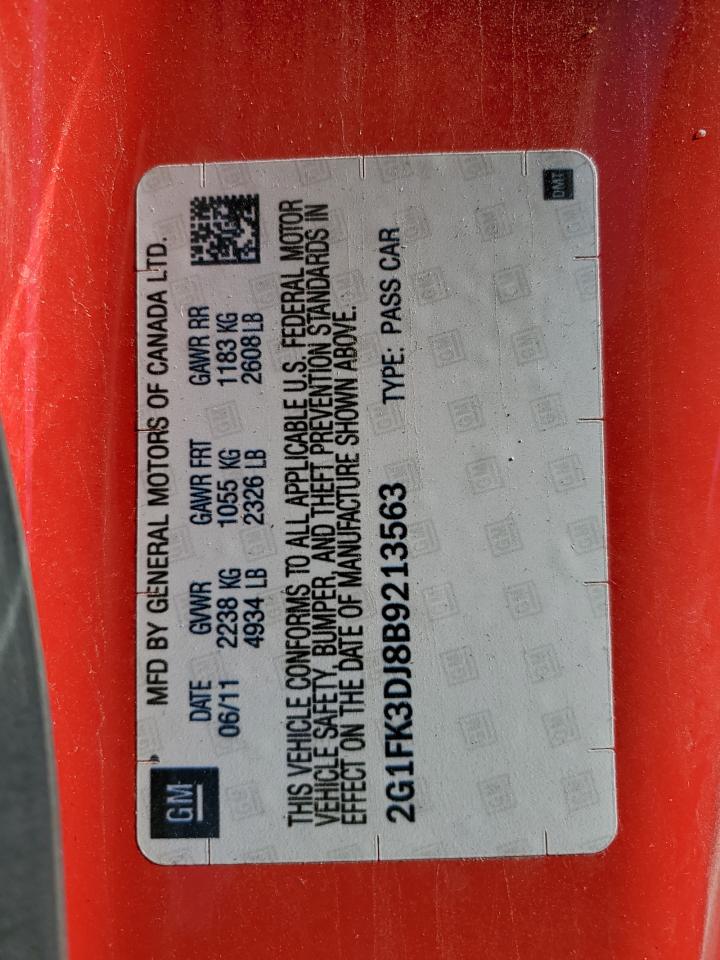 GM
MFD BY GENERAL MOTORS OF CANADA LTD.
DATE GVWR GAWR FRT GAWR RR
06/11 2238 KG 1055 KG 1183 KG
4934 LB 2326 LB 2608 LB
THIS VEHICLE CONFORMS TO ALL APPLICABLE U.S. FEDERAL MOTOR
VEHICLE SAFETY, BUMPER, AND THEFT PREVENTION STANDARDS IN
EFFECT ON THE DATE OF MANUFACTURE SHOWN ABOVE.
2G1FK3DJ8B9213563 TYPE: PASS CAR
DMT